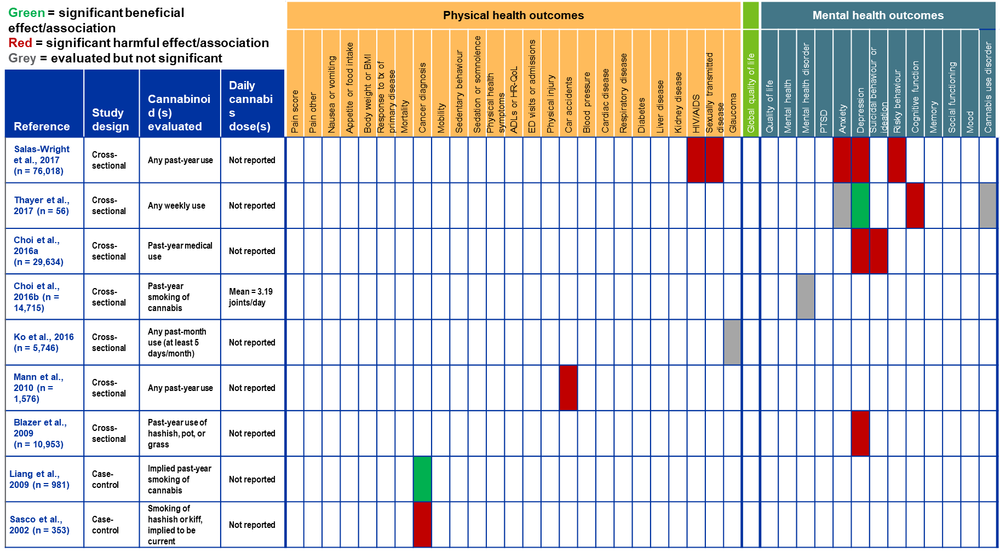 Green = significant beneficial
effect/association
Red = significant harmful effect/association
Grey = evaluated but not significant
Physical health outcomes
Mental health outcomes
Reference
Study
design
Cannabinoi
d (s)
evaluated
Daily
cannabi
s
dose(s)
Pain score
Pain other
Nausea or vomiting
Appetite or food intake
Body weight or BMI
Response to tx of
primary disease
Mortality
Cancer diagnosis
Mobility
Sedentary behaviour
Sedation or somnolence
Physical health
symptoms
ADLs or HR-QoL
ED visits or admissions
Physical injury
Car accidents
Blood pressure
Cardiac disease
Respiratory disease
Diabetes
Liver disease
Kidney disease
HIV/AIDS
Sexually transmitted
disease
Glaucoma
Global quality of life
Quality of life
Mental health
Mental health disorder
PTSD
Anxiety
Depression
Suicidal behaviour or
ideation
Risky behaviour
Cognitive function
Memory
Social functioning
Mood
Cannabis use disorder
Salas-Wright
et al., 2017
(n = 76,018)
Cross-
sectional
Any past-year use
Not reported
Thayer et al.,
2017 (n = 56)
Cross-
sectional
Any weekly use
Not reported
Choi et al.,
2016a
(n = 29,634)
Cross-
sectional
Past-year medical
use
Not reported
Choi et al.,
2016b (n =
14,715)
Cross-
sectional
Past-year
smoking of
cannabis
Mean = 3.19
joints/day
Ko et al., 2016
(n = 5,746)
Cross-
sectional
Any past-month
use (at least 5
days/month)
Not reported
Mann et al.,
2010 (n =
1,576)
Cross-
sectional
Any past-year use
Not reported
Blazer et al.,
2009
(n = 10,953)
Cross-
sectional
Past-year use of
hashish, pot, or
grass
Not reported
Liang et al.,
2009 (n = 981)
Case-
control
Implied past-year
smoking of
cannabis
Not reported
Sasco et al.,
2002 (n = 353)
Case-
control
Smoking of
hashish or kiff,
implied to be
current
Not reported